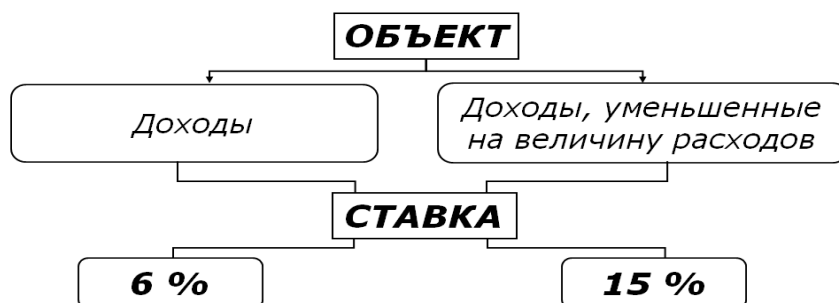 ОБЪЕКТ
Доходы
Доходы, уменьшенные
на величину расходов
СТАВКА
6 %
15 %